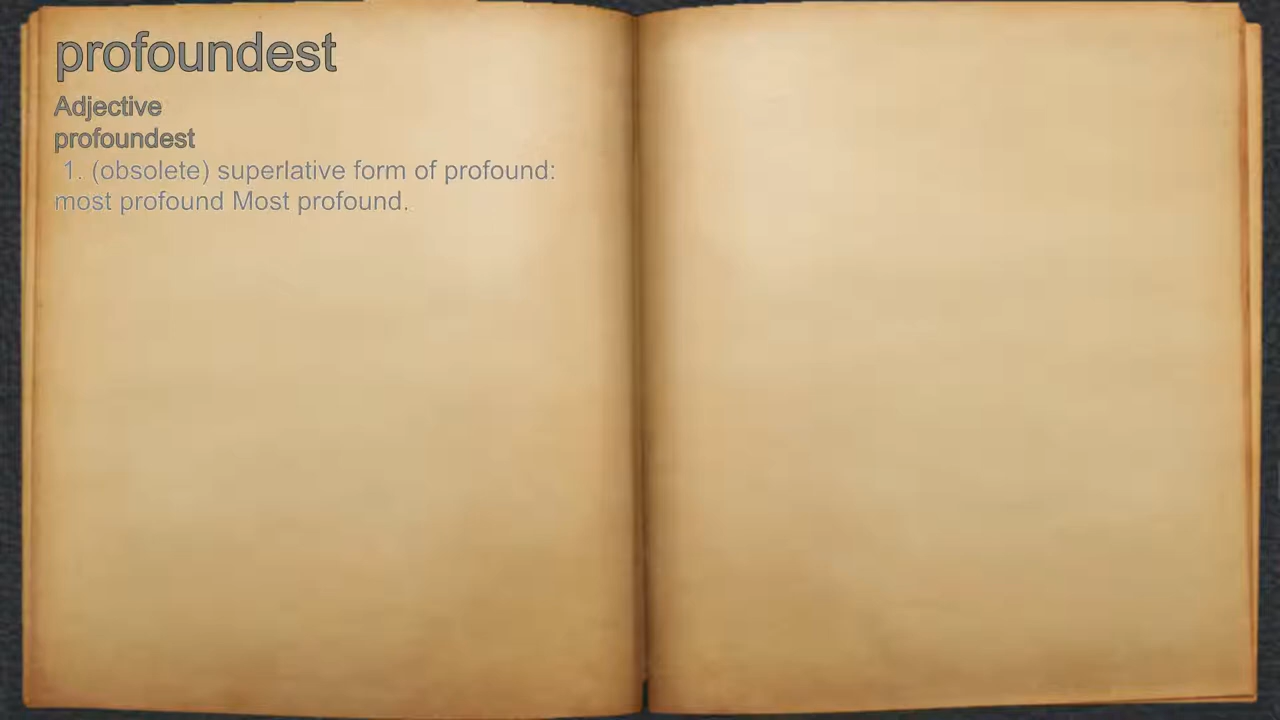 profoundest
Adjective
profoundest
1. (obsolete) superlative form of profound:
most profound Most profound.